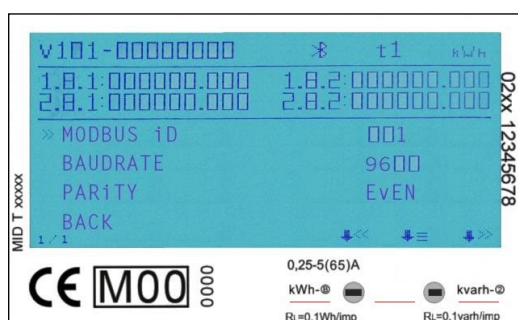 V101-00000000 t1 kWh
1.8.1:000000.000 1.8.2:000000.000
2.8.1:000000.000 2.8.2:000000.000
» MODBUS iD 001
BAUDRATE 9600
PARiTY EvEN
BACK
1/1 << ≡ >>
02xx 12345678
MID T xxxxx
CE M00 0000
0,25-5(65)A
kWh-① kvarh-②
RL=0.1Wh/imp RL=0.1varh/imp